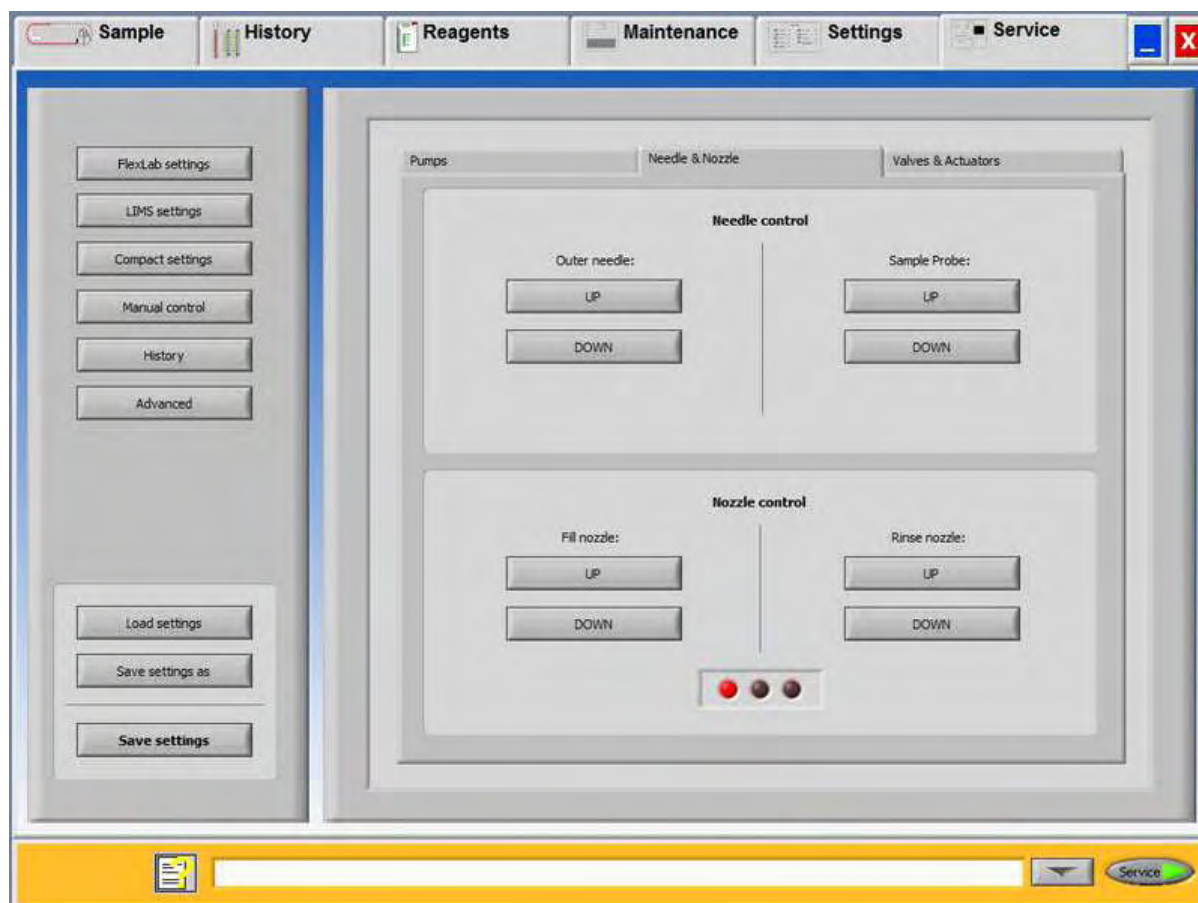 Sample History Reagents Maintenance Settings Service
FlexLab settings
LIMS settings
Compact settings
Manual control
History
Advanced
Load settings
Save settings as
Save settings
Pumps Needle & Nozzle Valves & Actuators
Needle control
Outer needle: Sample Probe:
UP UP
DOWN DOWN
Nozzle control
Fill nozzle: Rinse nozzle:
UP UP
DOWN DOWN
Service